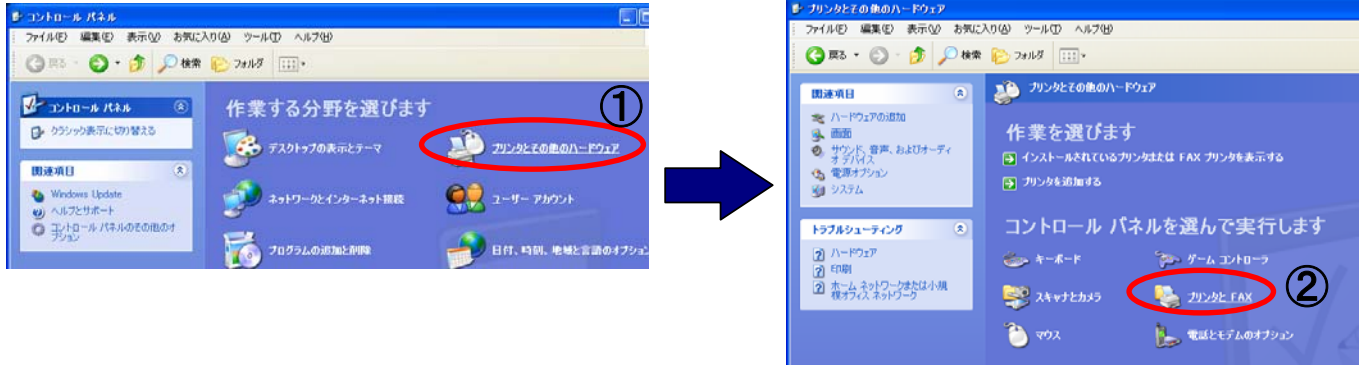 コントロール パネル
ファイル(F) 編集(E) 表示(V) お気に入り(A) ツール(T) ヘルプ(H)
戻る 検索 フォルダ
コントロール パネル
クラシック表示に切り替える
関連項目
Windows Update
ヘルプとサポート
コントロール パネルのその他のオ
プション
作業する分野を選びます
①
デスクトップの表示とテーマ
プリンタとその他のハードウェア
ネットワークとインターネット接続
ユーザー アカウント
プログラムの追加と削除
日付、時刻、地域と言語のオプショ
プリンタとその他のハードウェア
ファイル(F) 編集(E) 表示(V) お気に入り(A) ツール(T) ヘルプ(H)
戻る 検索 フォルダ
関連項目
ハードウェアの追加
画面
サウンド、音声、およびオーディ
オ デバイス
電源オプション
システム
トラブルシューティング
ハードウェア
印刷
ホーム ネットワークまたは小規
模オフィス ネットワーク
プリンタとその他のハードウェア
作業を選びます
インストールされているプリンタまたは FAX プリンタを表示する
プリンタを追加する
コントロール パネルを選んで実行します
キーボード
ゲーム コントローラ
スキャナとカメラ
プリンタと FAX
②
マウス
電話とモデムのオプション